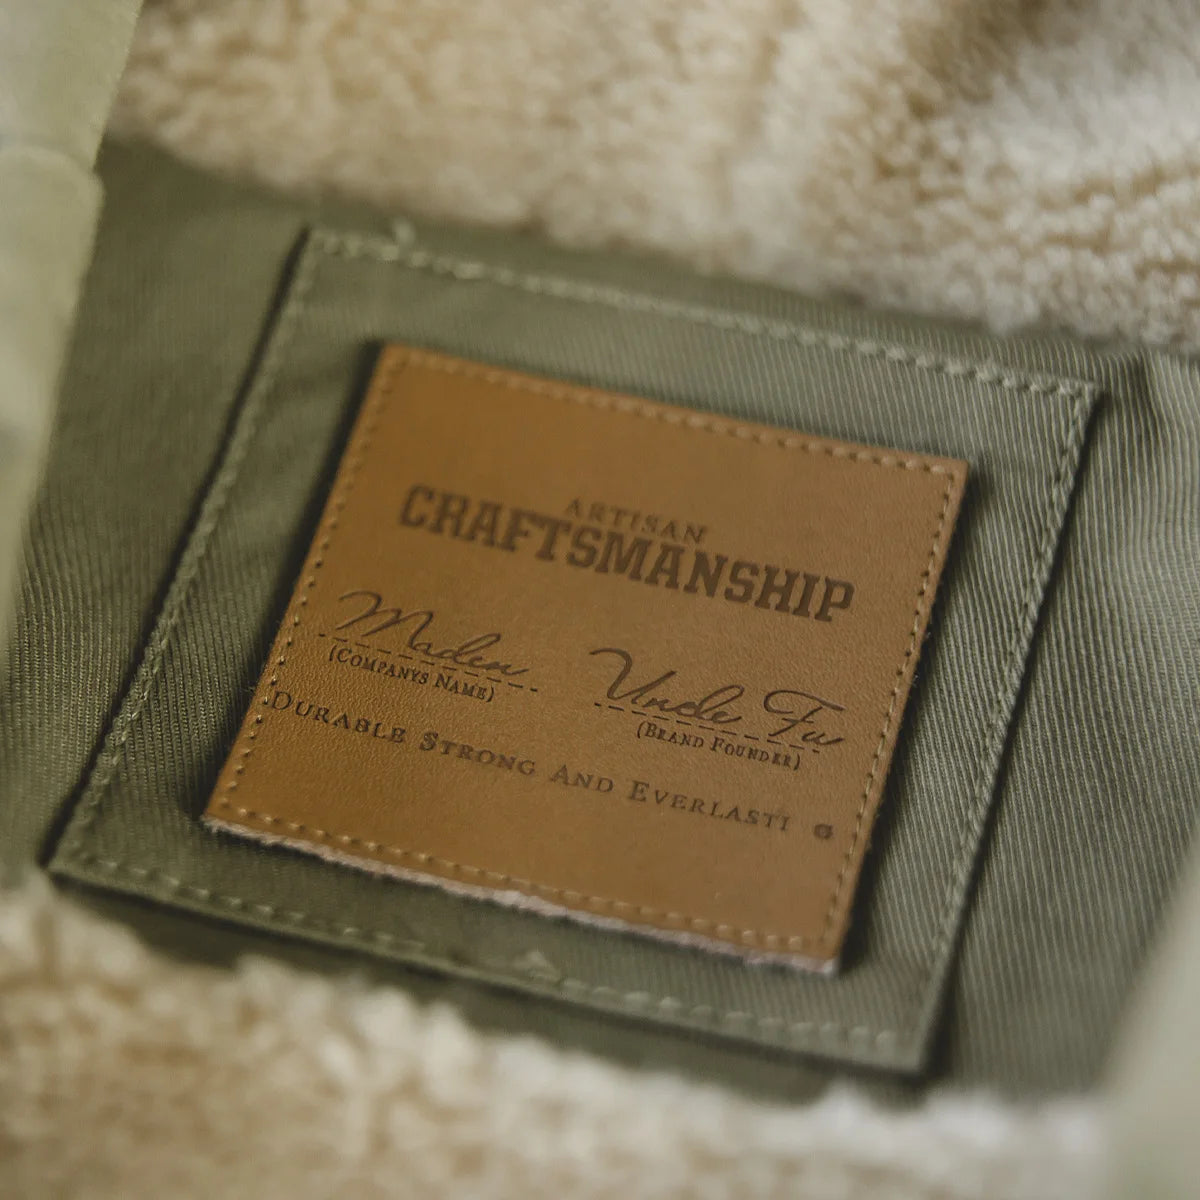 ARTISAN
CRAFTSMANSHIP
Maden
(COMPANYS NAME)
Uncle Fu
(BRAND FOUNDER)
DURABLE STRONG AND EVERLASTI G